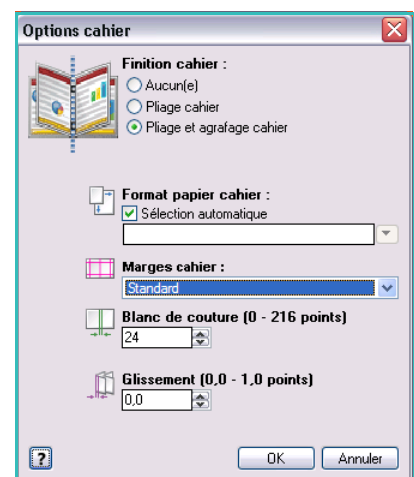 Options cahier
Finition cahier :
Aucun(e)
Pliage cahier
Pliage et agrafage cahier
Format papier cahier :
Sélection automatique
Marges cahier :
Standard
Blanc de couture (0 - 216 points)
24
Glissement (0,0 - 1,0 points)
0,0
?
OK
Annuler